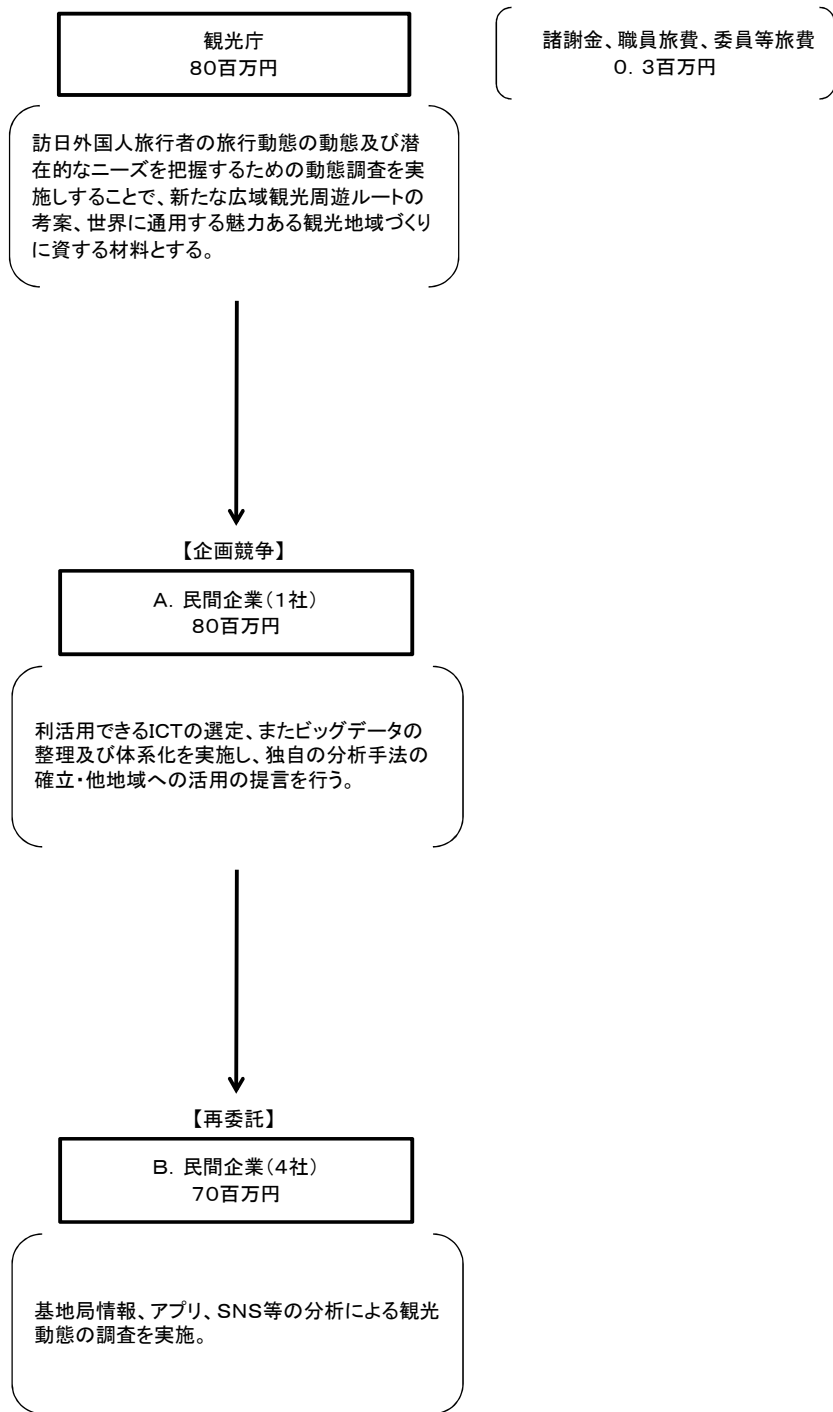 観光庁
80百万円
諸謝金、職員旅費、委員等旅費
0．3百万円
訪日外国人旅行者の旅行動態の動態及び潜
在的なニーズを把握するための動態調査を実
施しすることで、新たな広域観光周遊ルートの
考案、世界に通用する魅力ある観光地域づくり
に資する材料とする。
【企画競争】
A．民間企業（1社）
80百万円
利活用できるICTの選定、またビッグデータの
整理及び体系化を実施し、独自の分析手法の
確立・他地域への活用の提言を行う。
【再委託】
B．民間企業（4社）
70百万円
基地局情報、アプリ、SNS等の分析による観光
動態の調査を実施。